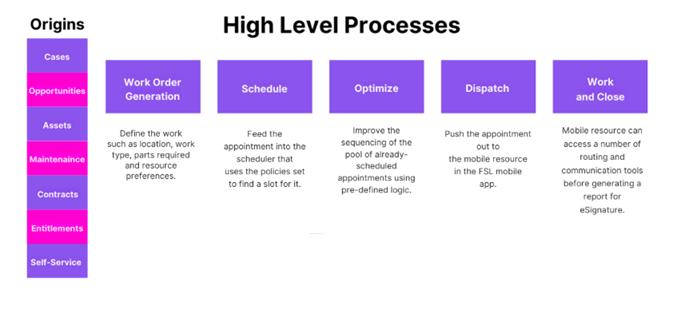 Origins
High Level Processes
Cases
Opportunities
Assets
Maintenaince
Contracts
Entitlements
Self-Service
Work Order
Generation
Define the work
such as location, work
type, parts required
and resource
preferences.
Schedule
Feed the
appointment into the
scheduler that
uses the policies set
to find a slot for it.
Optimize
Improve the
sequencing of the
pool of already-
scheduled
appointments using
pre-defined logic.
Dispatch
Push the appointment
out to
the mobile resource
in the FSL mobile
app.
Work
and Close
Mobile resource can
access a number of
routing and
communication tools
before generating a
report for
eSignature.